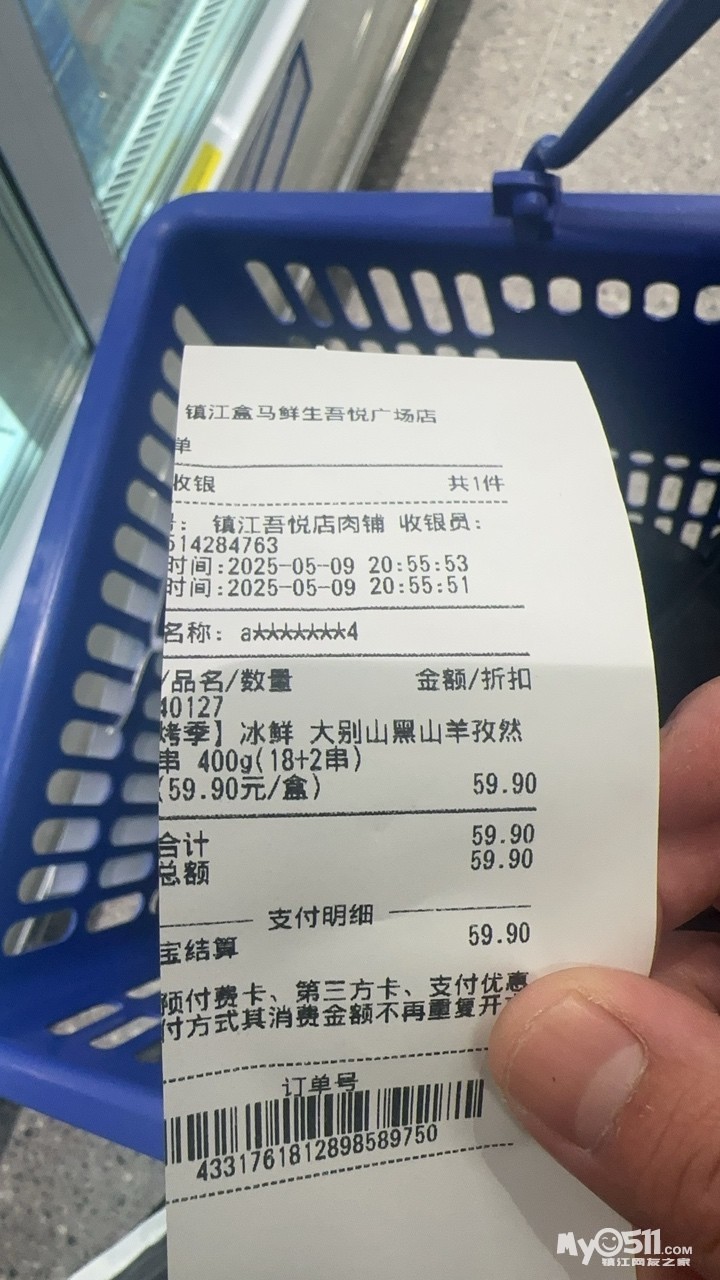 镇江盒马鲜生吾悦广场店
单
收银 共1件
号： 镇江吾悦店肉铺 收银员：
514284763
时间:2025-05-09 20:55:53
时间:2025-05-09 20:55:51
名称: a*******4
/品名/数量 金额/折扣
40127
烤季】冰鲜 大别山黑山羊孜然
串 400g(18+2串)
(59.90元/盒) 59.90
合计 59.90
总额 59.90
支付明细
宝结算 59.90
预付费卡、第三方卡、支付优惠
付方式其消费金额不再重复开
订单号
4331761812898589750
My0511.COM
镇江网友之家